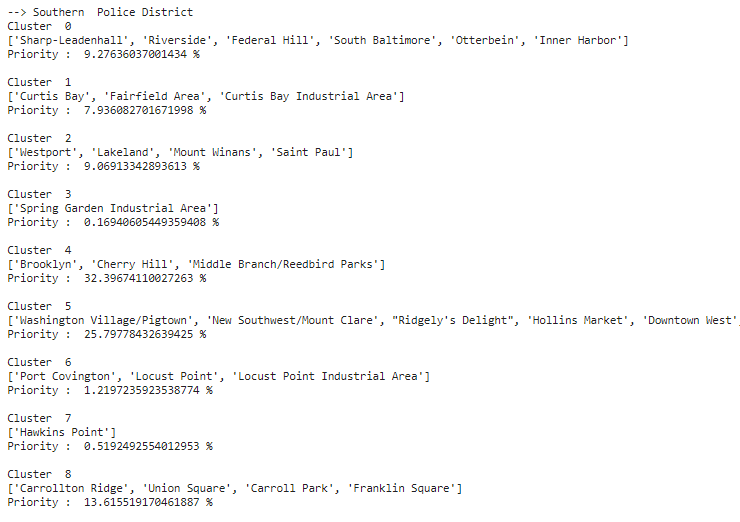 --> Southern  Police District
Cluster  0
['Sharp-Leadenhall', 'Riverside', 'Federal Hill', 'South Baltimore', 'Otterbein', 'Inner Harbor']
Priority :  9.27636037001434 %
Cluster  1
['Curtis Bay', 'Fairfield Area', 'Curtis Bay Industrial Area']
Priority :  7.936082701671998 %
Cluster  2
['Westport', 'Lakeland', 'Mount Winans', 'Saint Paul']
Priority :  9.06913342893613 %
Cluster  3
['Spring Garden Industrial Area']
Priority :  0.16940605449359408 %
Cluster  4
['Brooklyn', 'Cherry Hill', 'Middle Branch/Reedbird Parks']
Priority :  32.39674110027263 %
Cluster  5
['Washington Village/Pigtown', 'New Southwest/Mount Clare', "Ridgely's Delight", 'Hollins Market', 'Downtown West',
Priority :  25.79778432639425 %
Cluster  6
['Port Covington', 'Locust Point', 'Locust Point Industrial Area']
Priority :  1.2197235923538774 %
Cluster  7
['Hawkins Point']
Priority :  0.5192492554012953 %
Cluster  8
['Carrollton Ridge', 'Union Square', 'Carroll Park', 'Franklin Square']
Priority :  13.615519170461887 %